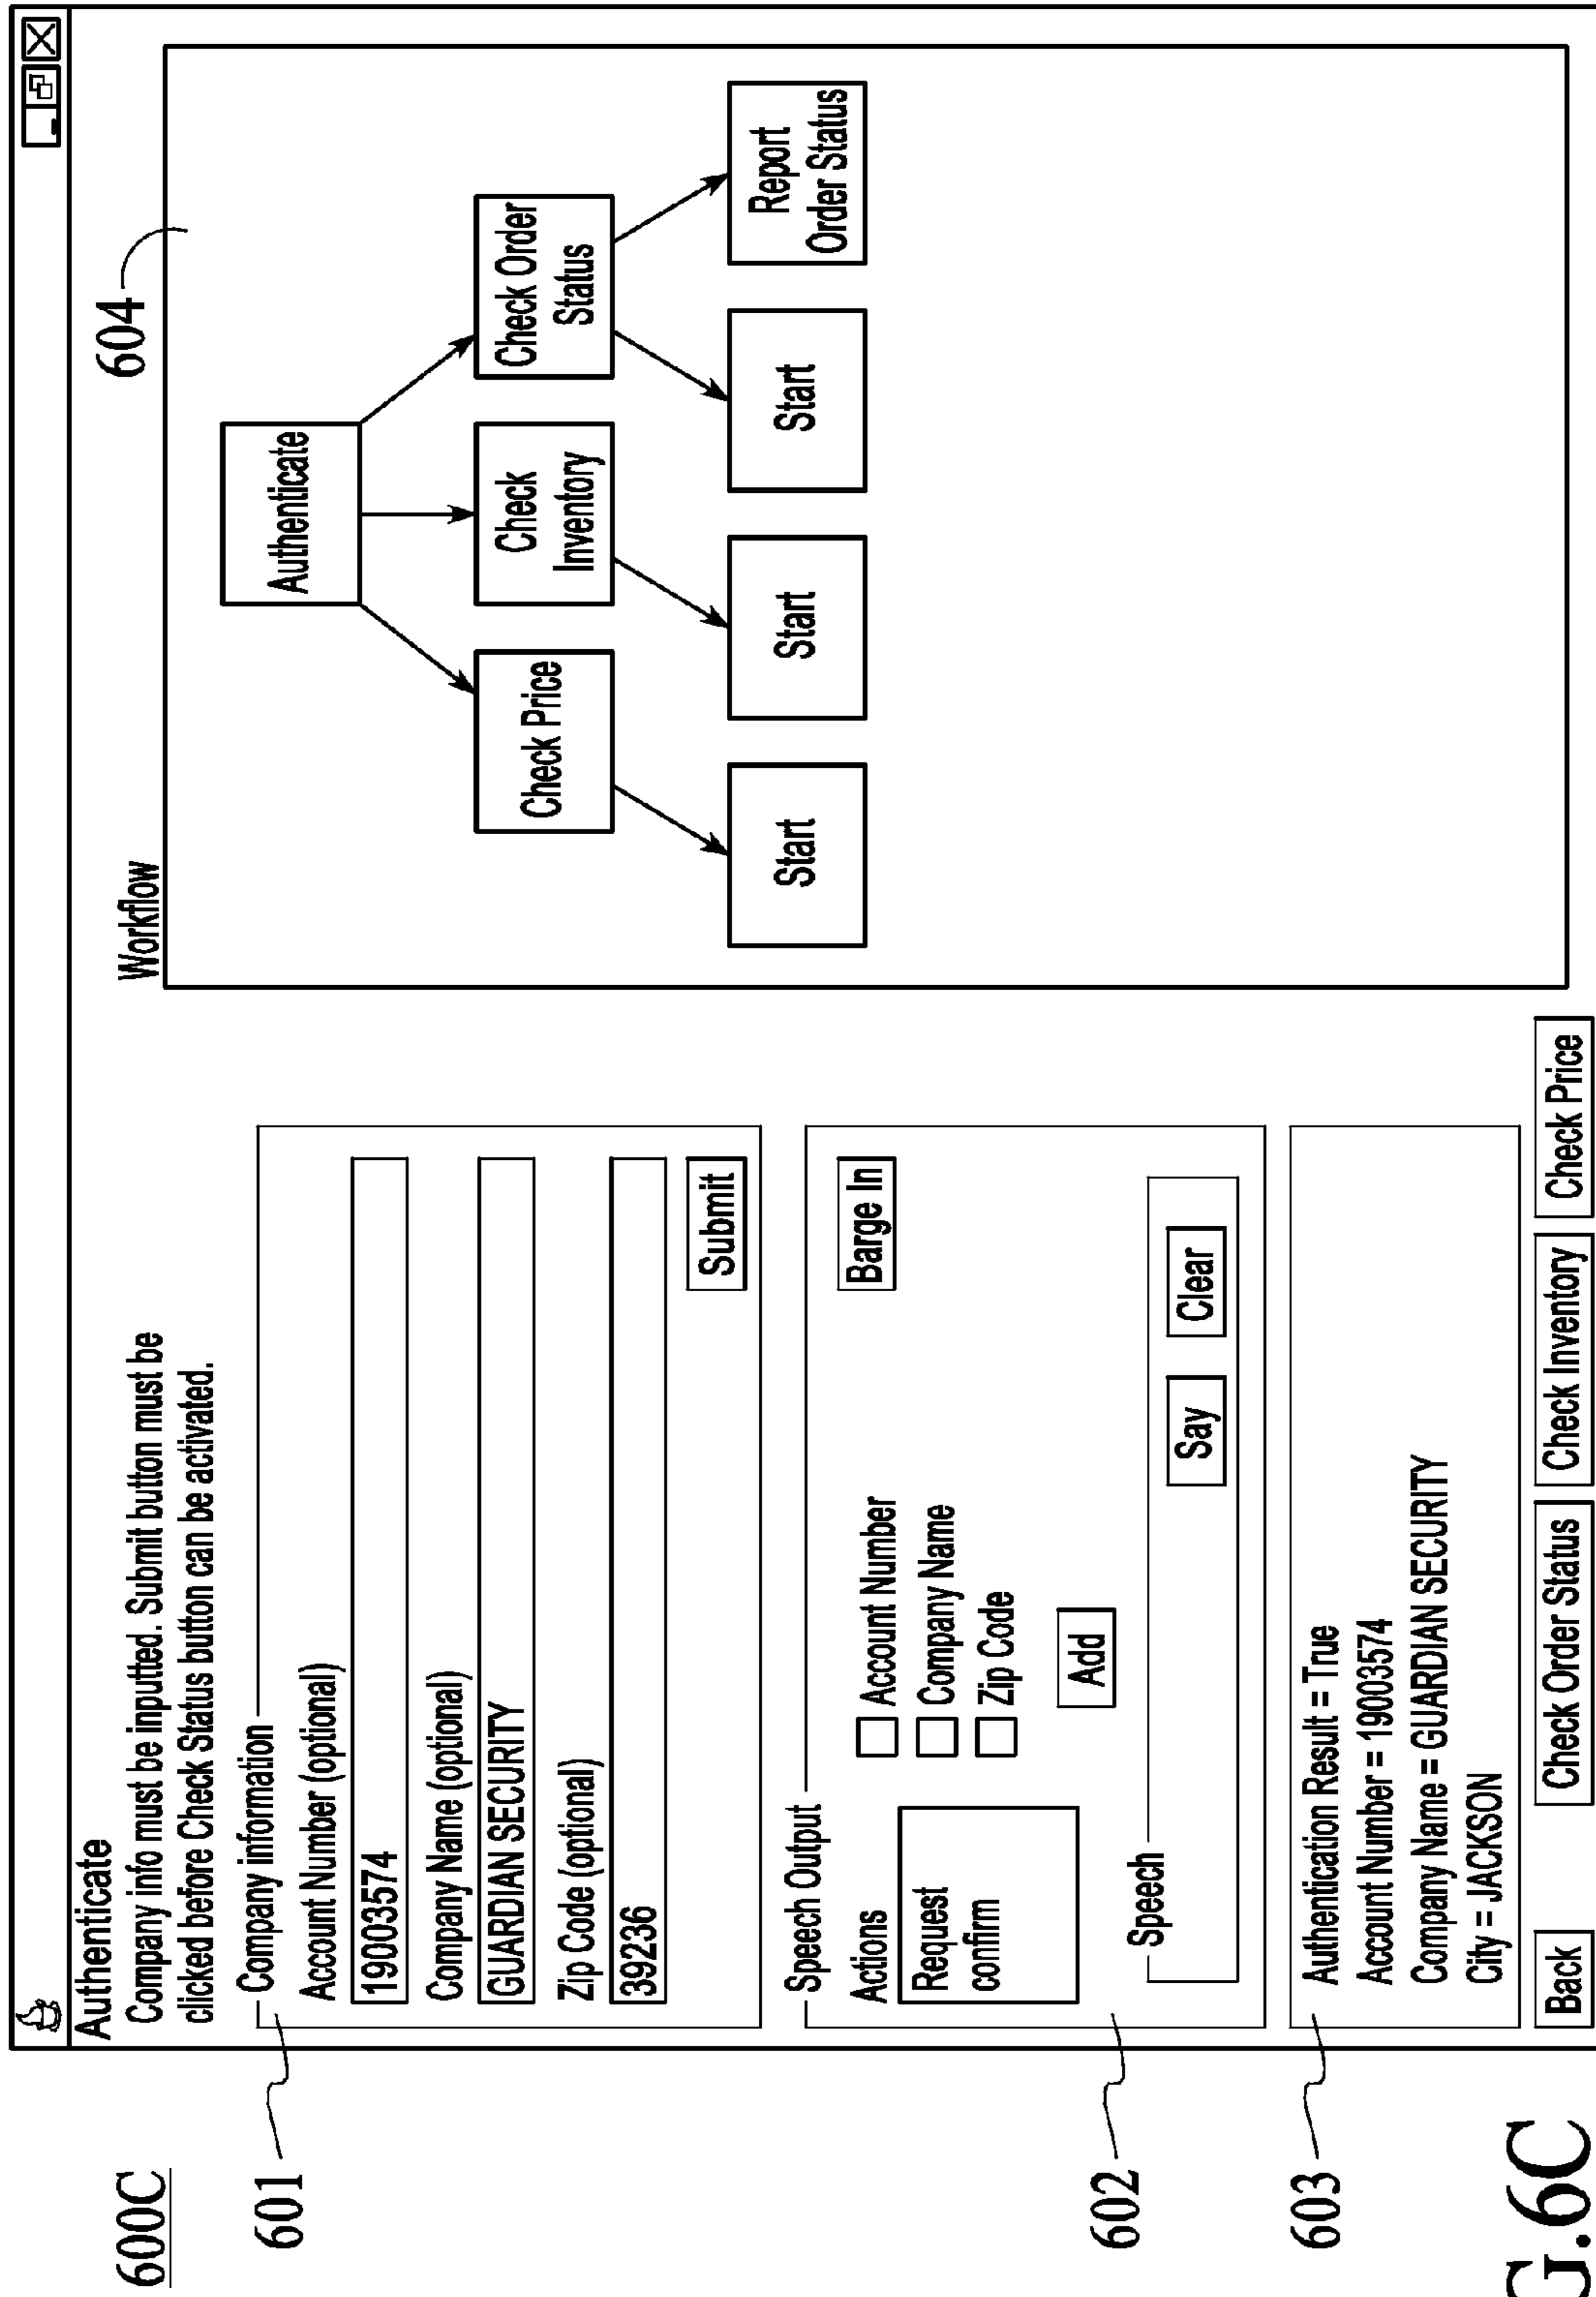 600C
Authenticate
Company info must be inputted. Submit button must be
clicked before Check Status button can be activated.
601
Company information
Account Number (optional)
19003574
Company Name (optional)
GUARDIAN SECURITY
Zip Code (optional)
39236
Submit
602
Speech Output
Actions
Request
confirm
Account Number
Company Name
Zip Code
Add
Barge In
Speech
Say
Clear
603
Authentication Result = True
Account Number = 19003574
Company Name = GUARDIAN SECURITY
City = JACKSON
Back
Check Order Status
Check Inventory
Check Price
Workflow
604
Authenticate
Check Price
Check
Inventory
Check Order
Status
Start
Start
Start
Report
Order Status
G.6C